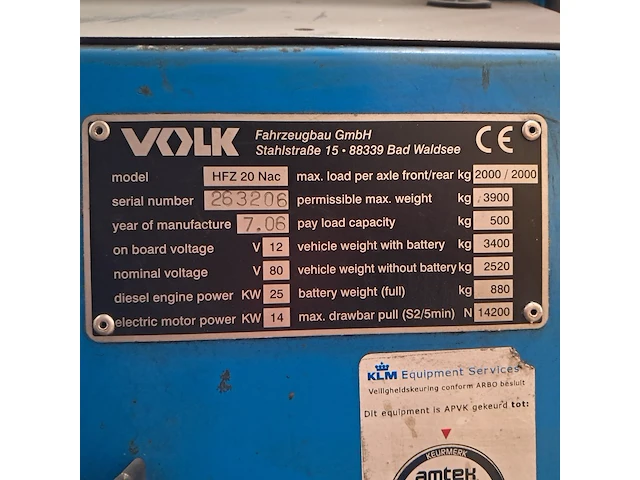 VOLK Fahrzeugbau GmbH CE
Stahlstraße 15 • 88339 Bad Waldsee
model HFZ 20 Nac max. load per axle front/rear kg 2000 / 2000
serial number 263206 permissible max. weight kg 3900
year of manufacture 7.06 pay load capacity kg 500
on board voltage V 12 vehicle weight with battery kg 3400
nominal voltage V 80 vehicle weight without battery kg 2520
diesel engine power KW 25 battery weight (full) kg 880
electric motor power KW 14 max. drawbar pull (S2/5min) N 14200
KLM Equipment Services
Veiligheidskeuring conform ARBO besluit
Dit equipment is APVK gekeurd tot:
KEURMERK
amtek